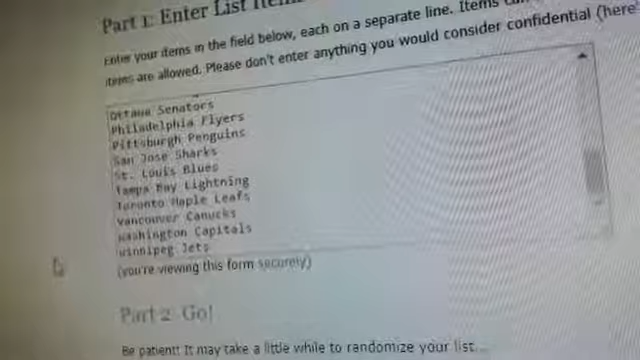 Part 1: Enter List Items
Enter your items in the field below, each on a separate line. Items can
items are allowed. Please don't enter anything you would consider confidential (here's
Ottawa Senators
Philadelphia Flyers
Pittsburgh Penguins
San Jose Sharks
St. Louis Blues
Tampa Bay Lightning
Toronto Maple Leafs
Vancouver Canucks
Washington Capitals
Winnipeg Jets
(you're viewing this form securely)
Part 2: Go!
Be patient! It may take a little while to randomize your list...